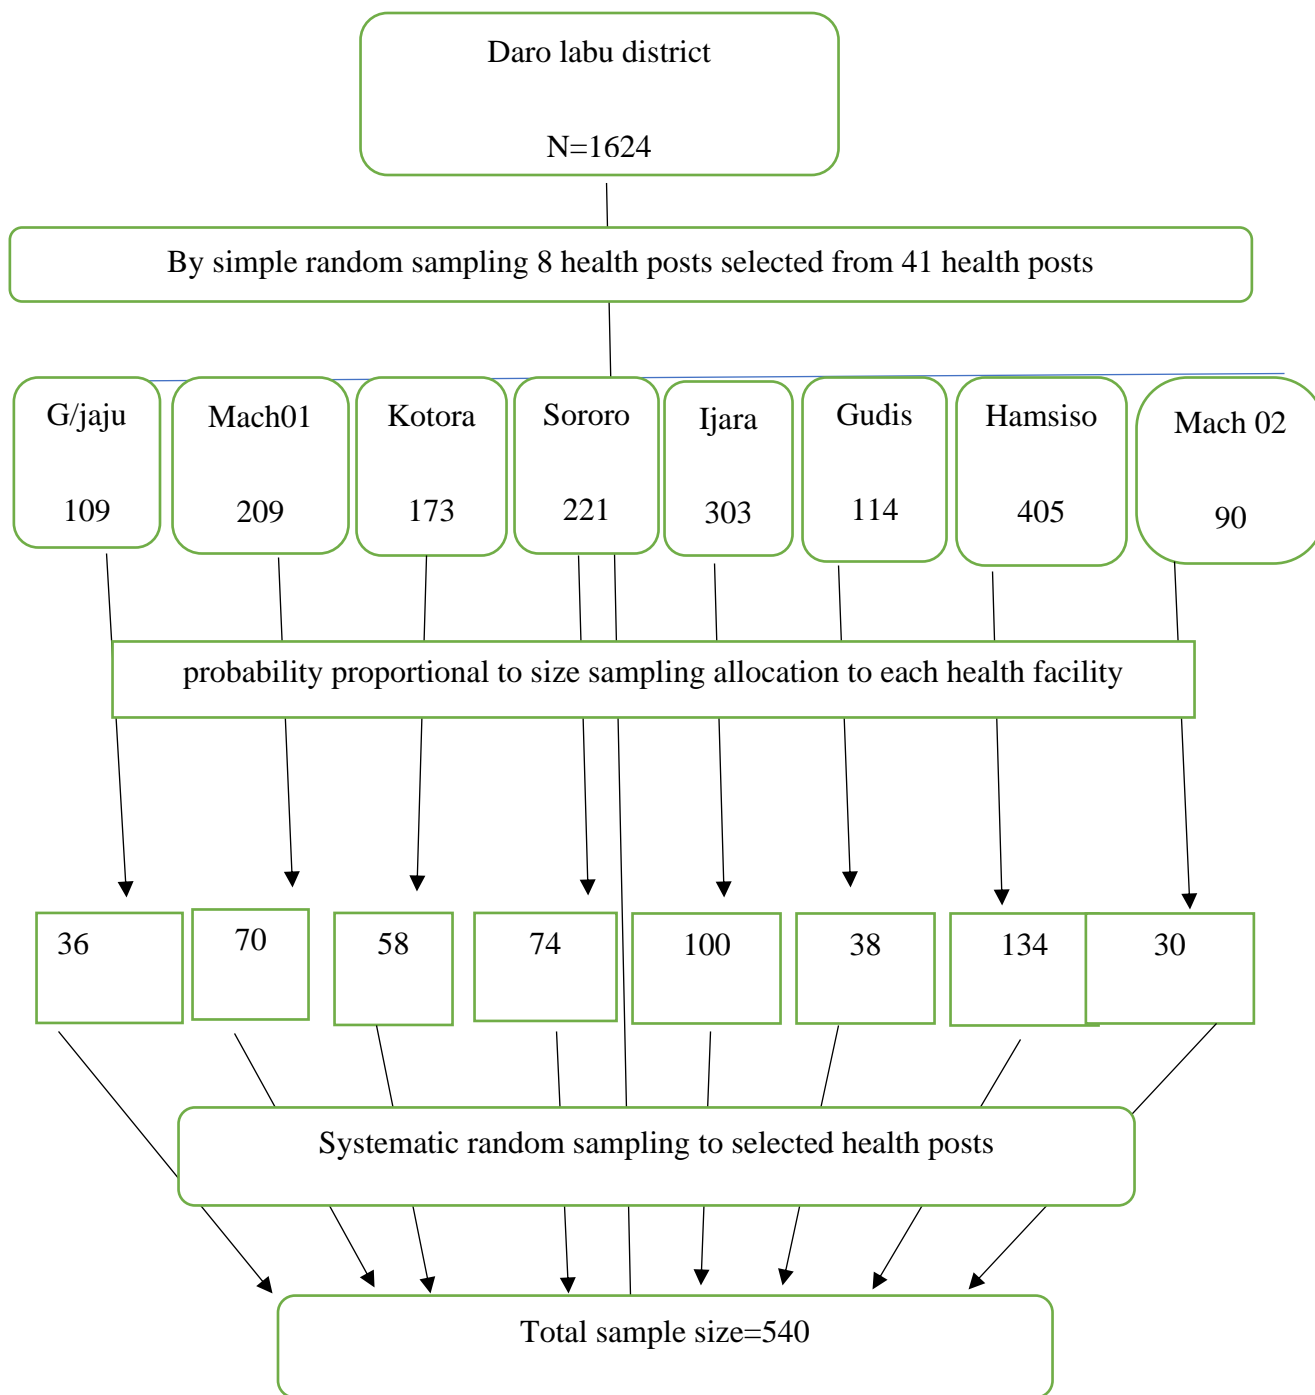 Daro labu district
N=1624
By simple random sampling 8 health posts selected from 41 health posts
G/jaju
109
Mach01
209
Kotora
173
Sororo
221
Ijara
303
Gudis
114
Hamsiso
405
Mach 02
90
probability proportional to size sampling allocation to each health facility
36
70
58
74
100
38
134
30
Systematic random sampling to selected health posts
Total sample size=540